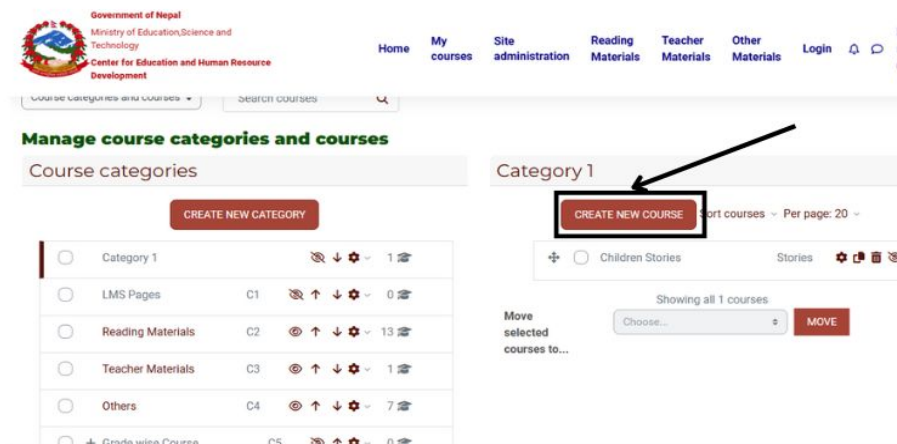 Government of Nepal
Ministry of Education,Science and
Technology
Center for Education and Human Resource
Development
Home
My
courses
Site
administration
Reading
Materials
Teacher
Materials
Other
Materials
Login
Course categories and courses
Search courses
Manage course categories and courses
Course categories
CREATE NEW CATEGORY
Category 1 1
LMS Pages C1 0
Reading Materials C2 13
Teacher Materials C3 1
Others C4 7
Grade wise Course C5 0
Category 1
CREATE NEW COURSE Sort courses Per page: 20
Children Stories Stories
Showing all 1 courses
Move
selected
courses to...
Choose...
MOVE